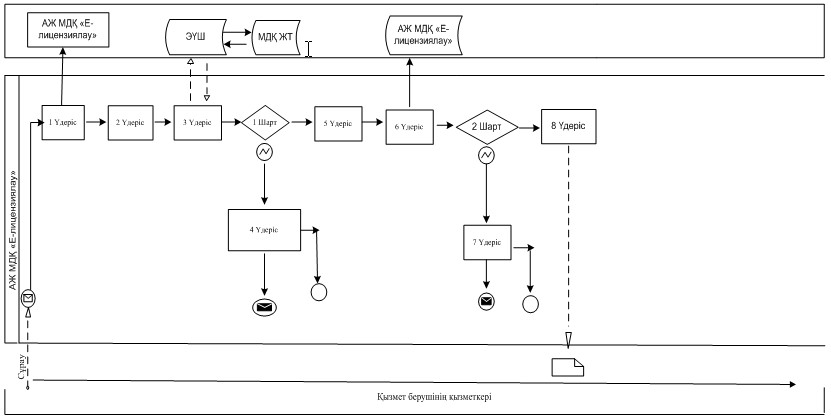 АЖ МДҚ «Е-
лицензиялау»
ЭҮШ
МДҚ ЖТ
АЖ МДҚ «Е-
лицензиялау»
АЖ МДҚ «Е-лицензиялау»
1 Үдеріс
2 Үдеріс
3 Үдеріс
1 Шарт
5 Үдеріс
6 Үдеріс
2 Шарт
8 Үдеріс
4 Үдеріс
7 Үдеріс
Сұрау
Қызмет берушінің қызметкері